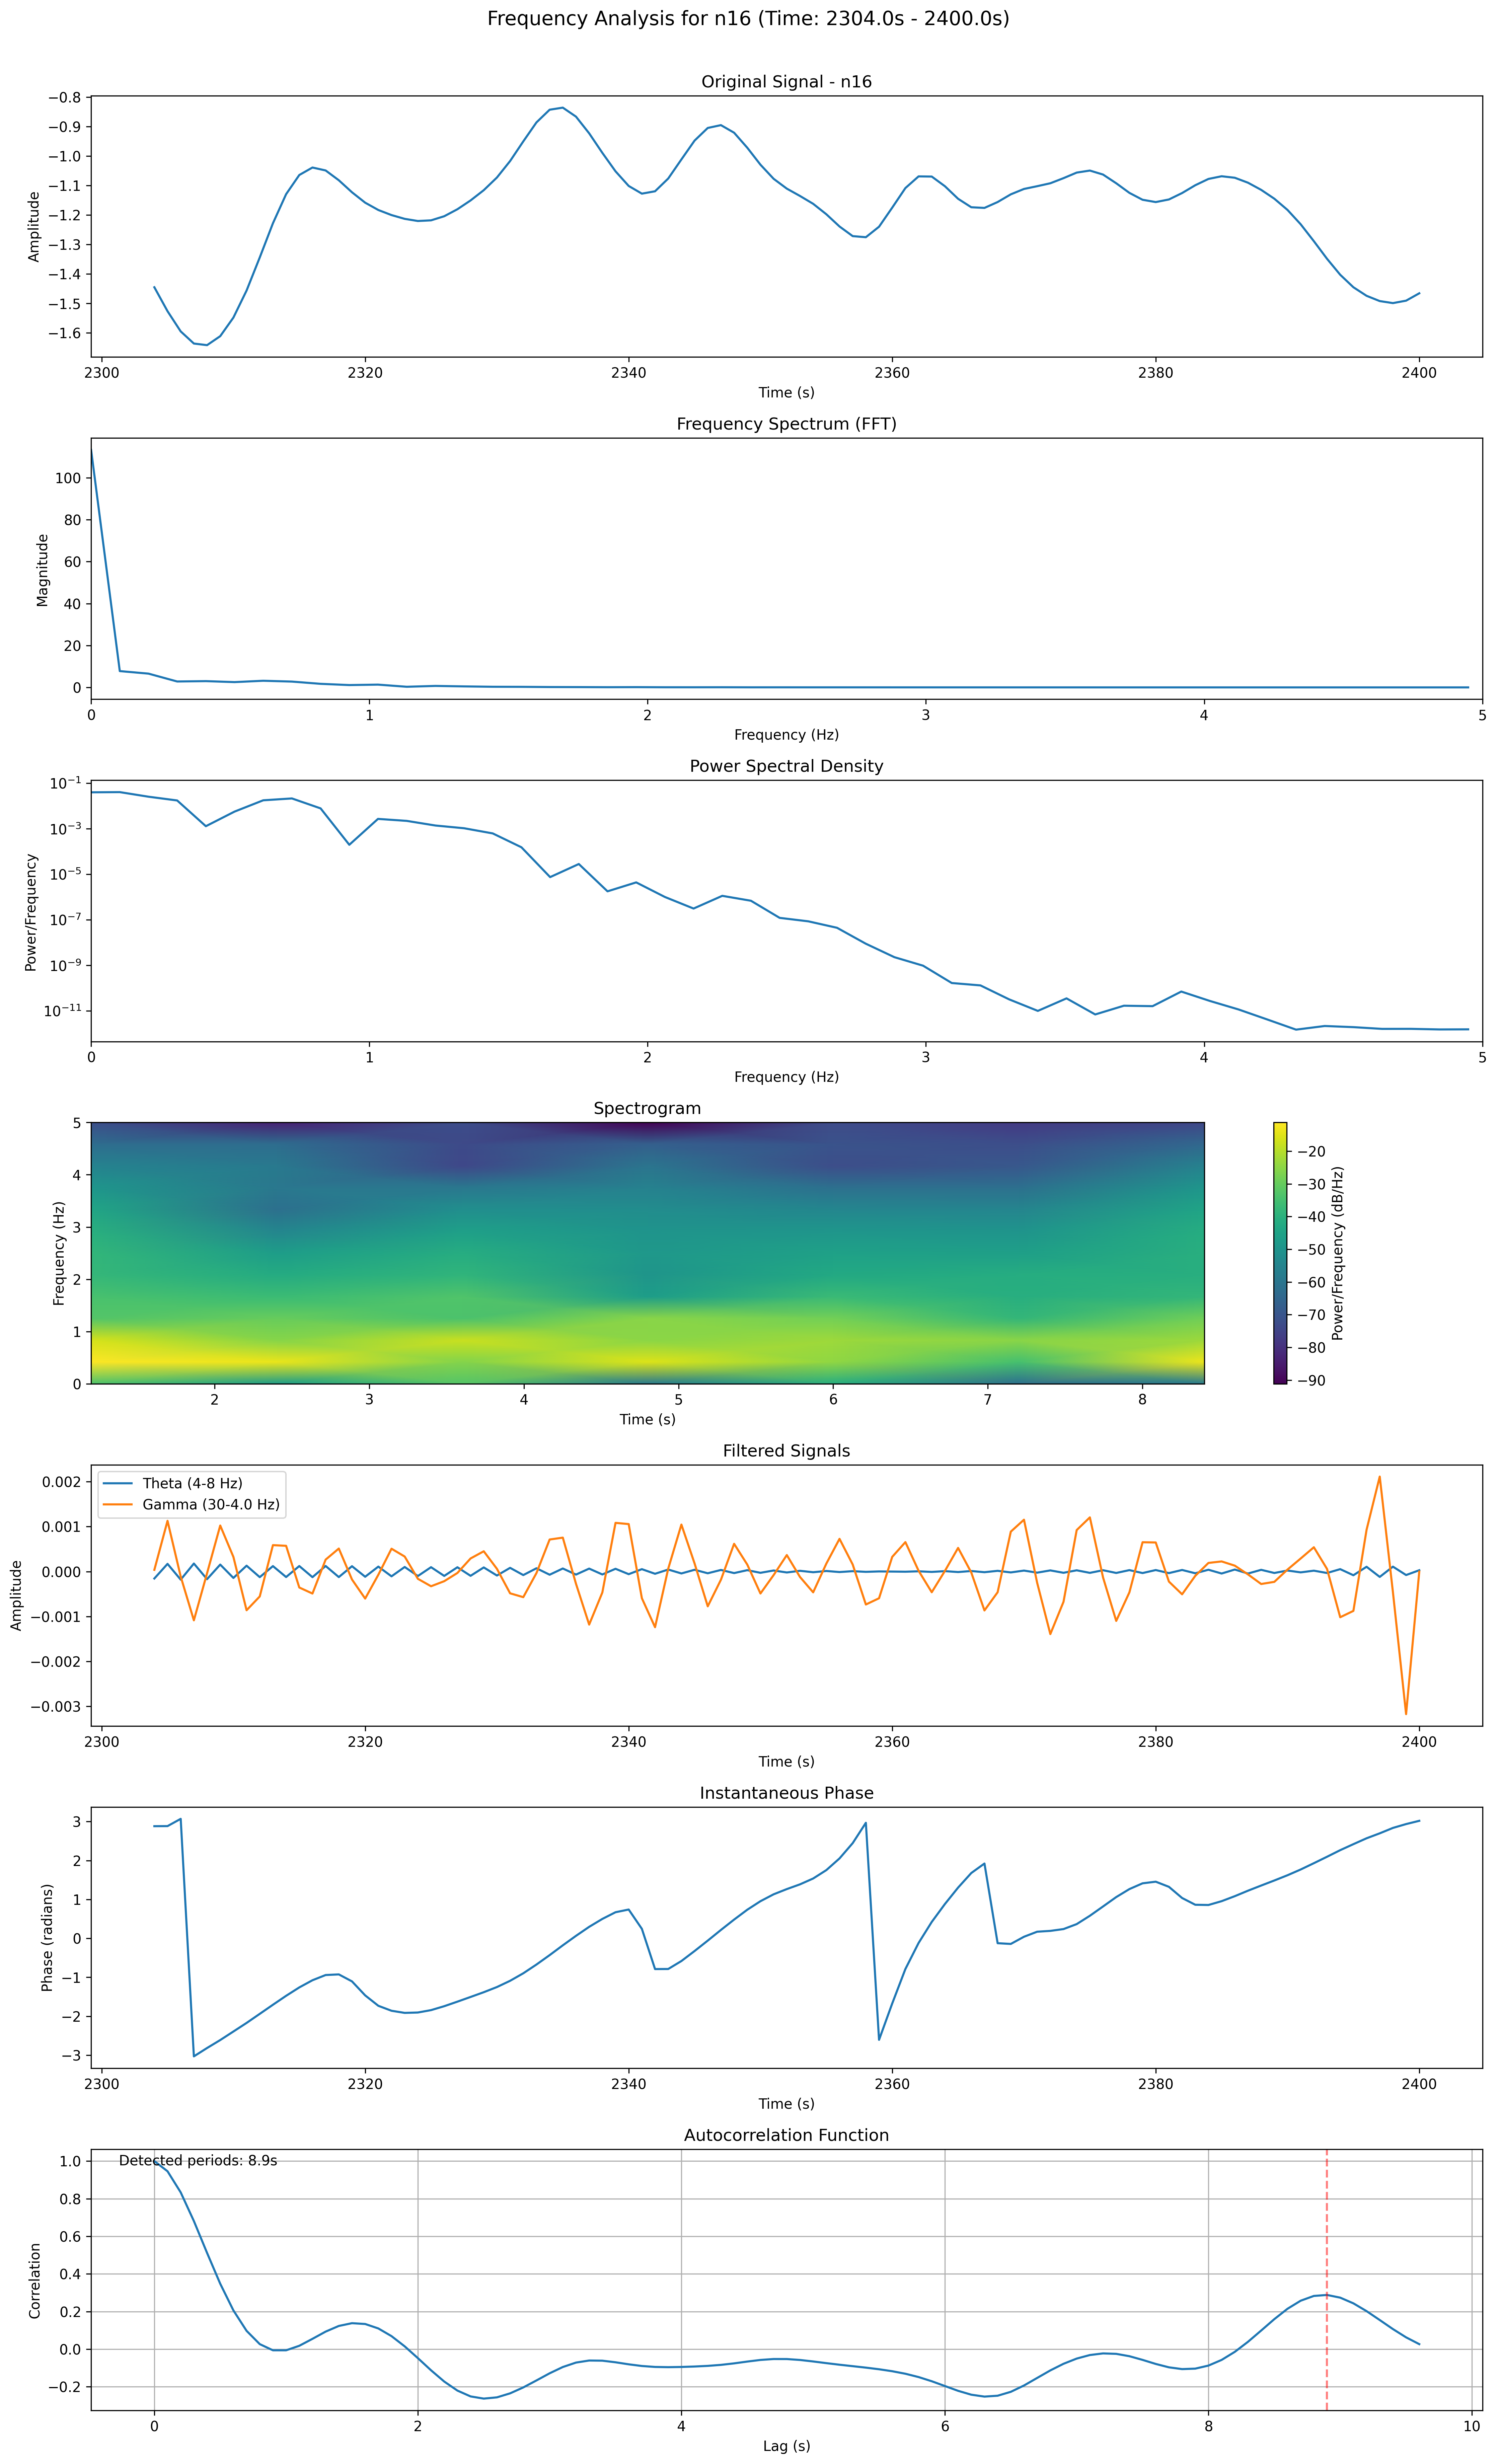 Frequency Analysis for n16 (Time: 2304.0s - 2400.0s)
Original Signal - n16
−0.8
−0.9
−1.0
−1.1
−1.2
−1.3
−1.4
−1.5
−1.6
Amplitude
2300 2320 2340 2360 2380 2400
Time (s)
Frequency Spectrum (FFT)
100
80
60
40
20
0
Magnitude
0 1 2 3 4 5
Frequency (Hz)
Power Spectral Density
10⁻¹
10⁻³
10⁻⁵
10⁻⁷
10⁻⁹
10⁻¹¹
Power/Frequency
0 1 2 3 4 5
Frequency (Hz)
Spectrogram
5
4
3
2
1
0
Frequency (Hz)
2 3 4 5 6 7 8
Time (s)
−20
−30
−40
−50
−60
−70
−80
−90
Power/Frequency (dB/Hz)
Filtered Signals
Theta (4-8 Hz)
Gamma (30-4.0 Hz)
0.002
0.001
0.000
−0.001
−0.002
−0.003
Amplitude
2300 2320 2340 2360 2380 2400
Time (s)
Instantaneous Phase
3
2
1
0
−1
−2
−3
Phase (radians)
2300 2320 2340 2360 2380 2400
Time (s)
Autocorrelation Function
Detected periods: 8.9s
1.0
0.8
0.6
0.4
0.2
0.0
−0.2
Correlation
0 2 4 6 8 10
Lag (s)